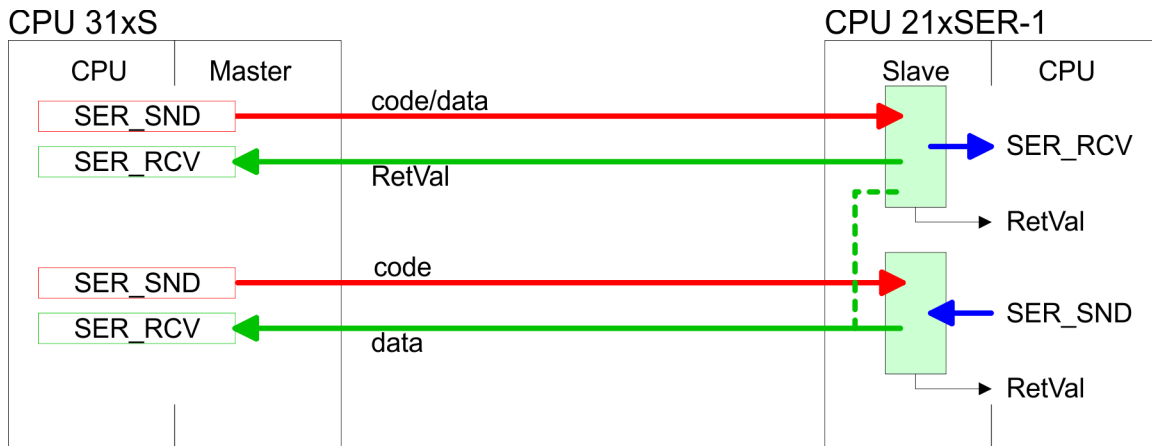 CPU 31xS
CPU 21xSER-1
CPU
Master
Slave
CPU
SER_SND
code/data
SER_RCV
SER_RCV
RetVal
RetVal
SER_SND
code
SER_SND
SER_RCV
data
RetVal